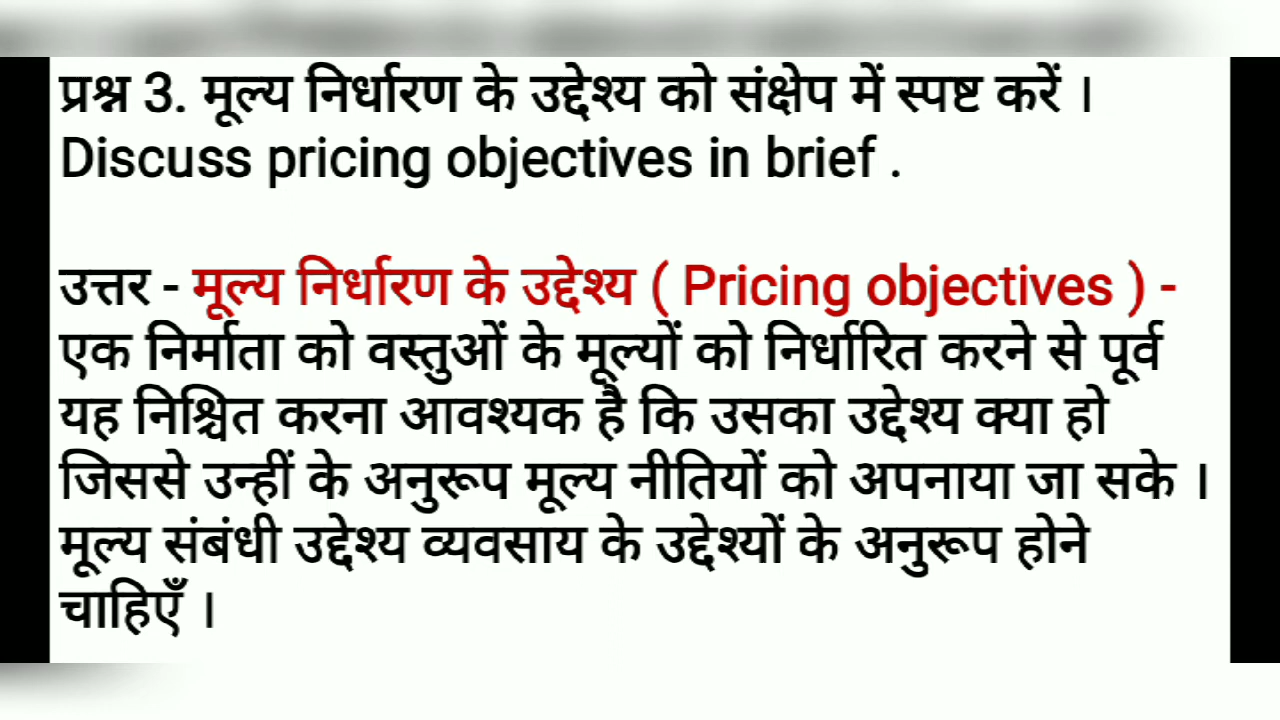 प्रश्न 3. मूल्य निर्धारण के उद्देश्य को संक्षेप में स्पष्ट करें ।
Discuss pricing objectives in brief .
उत्तर - मूल्य निर्धारण के उद्देश्य ( Pricing objectives ) -
एक निर्माता को वस्तुओं के मूल्यों को निर्धारित करने से पूर्व
यह निश्चित करना आवश्यक है कि उसका उद्देश्य क्या हो
जिससे उन्हीं के अनुरूप मूल्य नीतियों को अपनाया जा सके ।
मूल्य संबंधी उद्देश्य व्यवसाय के उद्देश्यों के अनुरूप होने
चाहिएँ ।